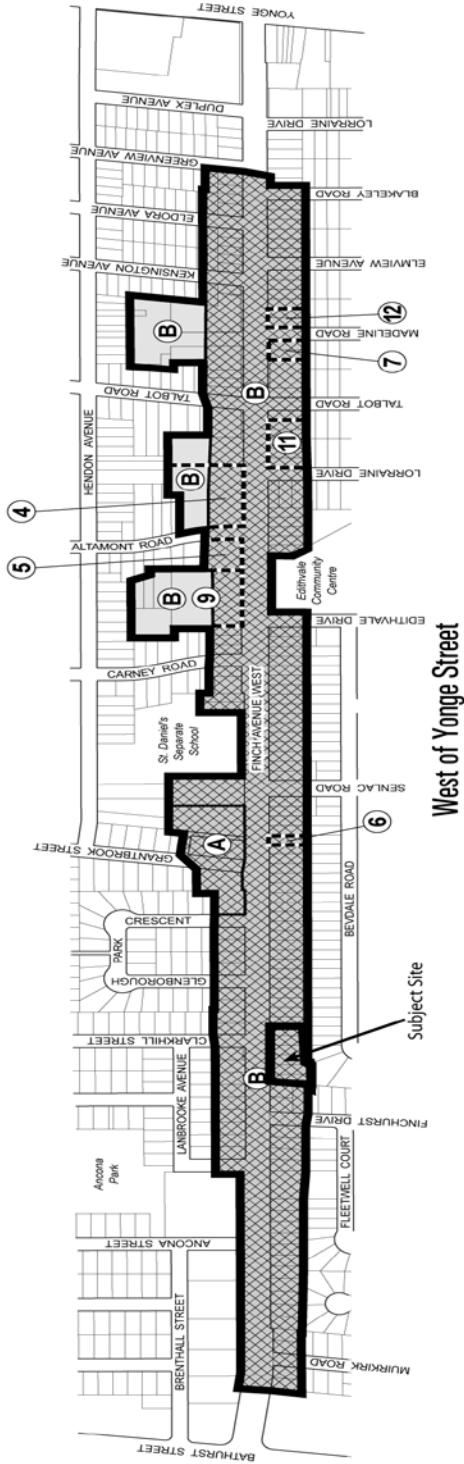 YONGE STREET
DUPLEX AVENUE
GREENVIEW AVENUE
ELDORA AVENUE
KENSINGTON AVENUE
TALBOT ROAD
HENDON AVENUE
ALTAMONT ROAD
CARNEY ROAD
St. Daniel's
Separate
School
GRANTBROOK STREET
CRESCENT
PARK
GLENBOROUGH
CLARKHILL STREET
LANBROOKE AVENUE
Ancona
Park
ANCONA STREET
BRENTHALL STREET
BATHURST STREET
4
5
B
B
B
9
A
B
B
FINCH AVENUE WEST
LORRAINE DRIVE
BLAKELEY ROAD
ELMVIEW AVENUE
12
MADELINE ROAD
7
TALBOT ROAD
11
LORRAINE DRIVE
Edithvale
Community
Centre
EDITHVALE
DRIVE
SENLAC ROAD
6
BEVDALE ROAD
Subject Site
FINCHURST DRIVE
FLEETWELL COURT
MUIRKIRK ROAD
West of Yonge Street